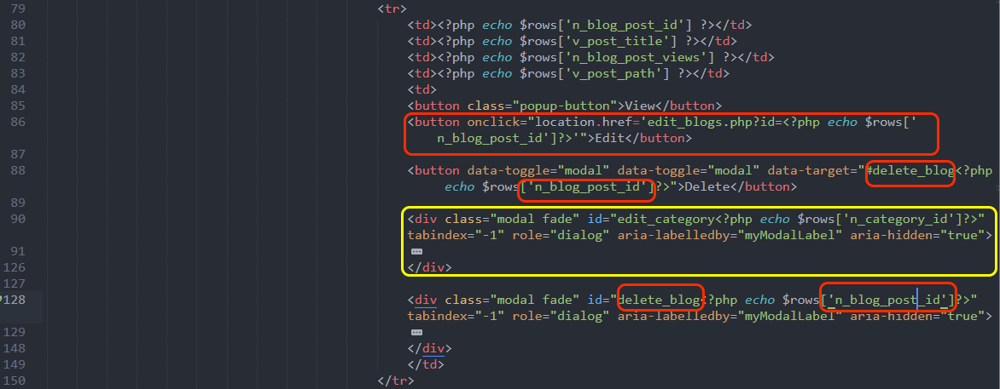 79 <tr>
80 <td><?php echo $rows['n_blog_post_id'] ?></td>
81 <td><?php echo $rows['v_post_title'] ?></td>
82 <td><?php echo $rows['n_blog_post_views'] ?></td>
83 <td><?php echo $rows['v_post_path'] ?></td>
84 <td>
85 <button class="popup-button">View</button>
86 <button onclick="location.href='edit_blogs.php?id=<?php echo $rows['
n_blog_post_id']?>'">Edit</button>
87
88 <button data-toggle="modal" data-toggle="modal" data-target="#delete_blog<?php
echo $rows['n_blog_post_id']?>">Delete</button>
89
90 <div class="modal fade" id="edit_category<?php echo $rows['n_category_id']?>"
tabindex="-1" role="dialog" aria-labelledby="myModalLabel" aria-hidden="true">
91
126 </div>
127
128 <div class="modal fade" id="delete_blog<?php echo $rows['n_blog_post_id']?>"
tabindex="-1" role="dialog" aria-labelledby="myModalLabel" aria-hidden="true">
129
148 </div>
149 </td>
150 </tr>